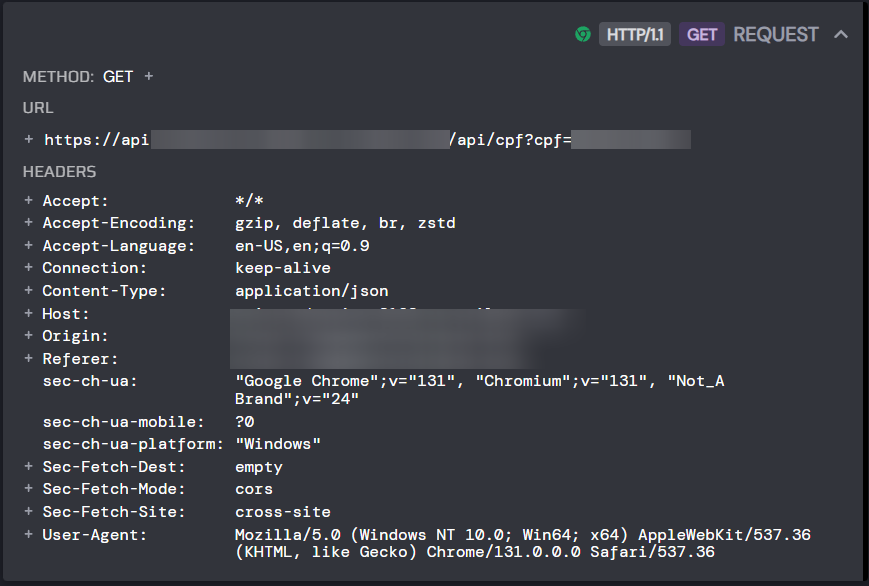 HTTP/1.1 GET REQUEST
METHOD: GET +
URL
+ https://api /api/cpf?cpf=
HEADERS
+ Accept: */*
+ Accept-Encoding: gzip, deflate, br, zstd
+ Accept-Language: en-US,en;q=0.9
+ Connection: keep-alive
+ Content-Type: application/json
+ Host:
+ Origin:
+ Referer:
sec-ch-ua: "Google Chrome";v="131", "Chromium";v="131", "Not_A
Brand";v="24"
sec-ch-ua-mobile: ?0
sec-ch-ua-platform: "Windows"
+ Sec-Fetch-Dest: empty
+ Sec-Fetch-Mode: cors
+ Sec-Fetch-Site: cross-site
+ User-Agent: Mozilla/5.0 (Windows NT 10.0; Win64; x64) AppleWebKit/537.36
(KHTML, like Gecko) Chrome/131.0.0.0 Safari/537.36